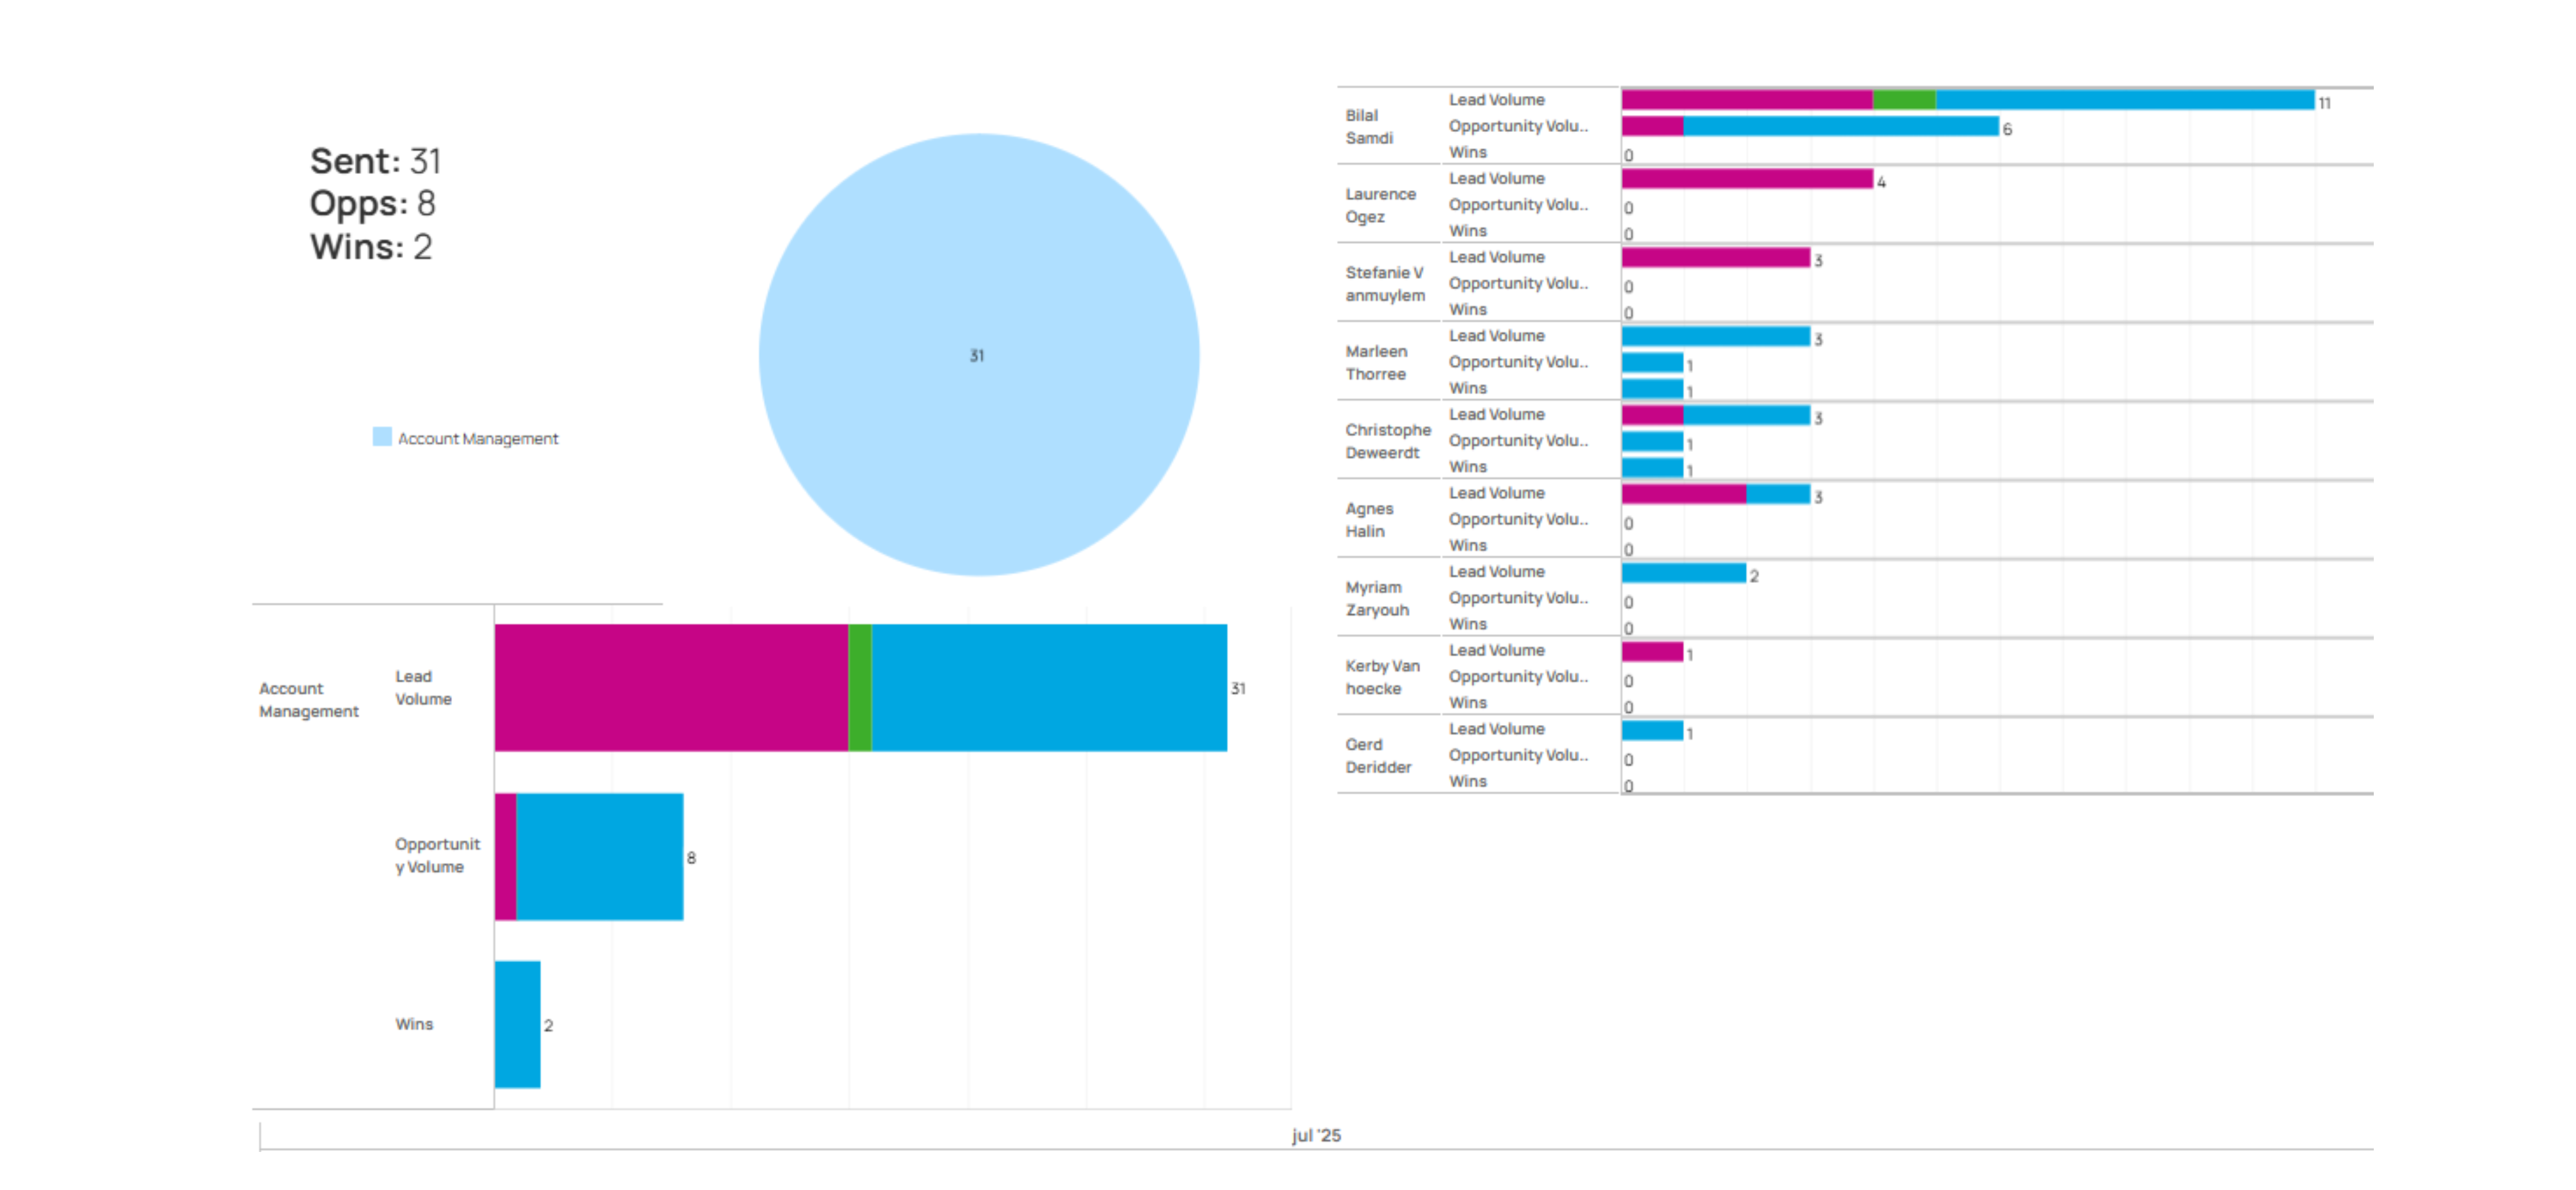 Sent: 31
Opps: 8
Wins: 2
31
Account Management
Account
Management
Lead
Volume
31
Opportunit
y Volume
8
Wins
2
Bilal
Samdi
Lead Volume
11
Opportunity Volu..
6
Wins
0
Laurence
Ogez
Lead Volume
4
Opportunity Volu..
0
Wins
0
Stefanie V
anmuylem
Lead Volume
3
Opportunity Volu..
0
Wins
0
Marleen
Thorree
Lead Volume
3
Opportunity Volu..
1
Wins
1
Christophe
Deweerdt
Lead Volume
3
Opportunity Volu..
1
Wins
1
Agnes
Halin
Lead Volume
3
Opportunity Volu..
0
Wins
0
Myriam
Zaryouh
Lead Volume
2
Opportunity Volu..
0
Wins
0
Kerby Van
hoecke
Lead Volume
1
Opportunity Volu..
0
Wins
0
Gerd
Deridder
Lead Volume
1
Opportunity Volu..
0
Wins
0
jul '25